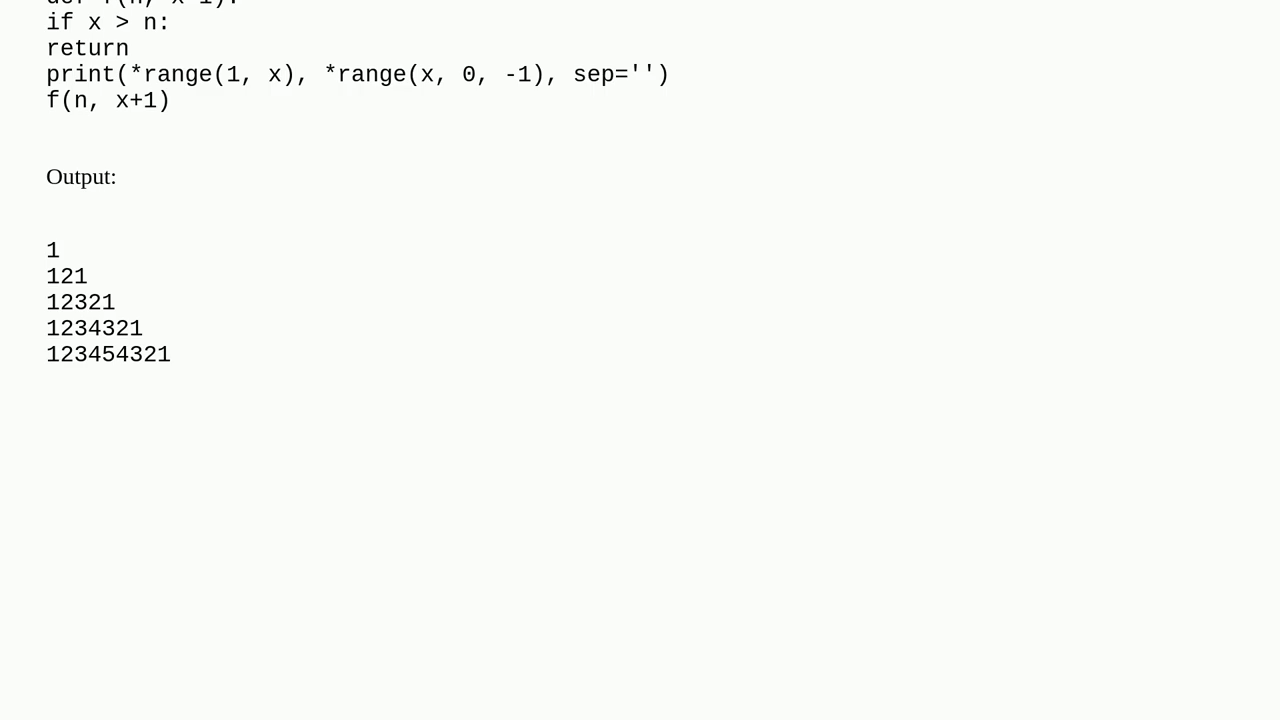 if x > n:
return
print(*range(1, x), *range(x, 0, -1), sep='')
f(n, x+1)
Output:
1
121
12321
1234321
123454321